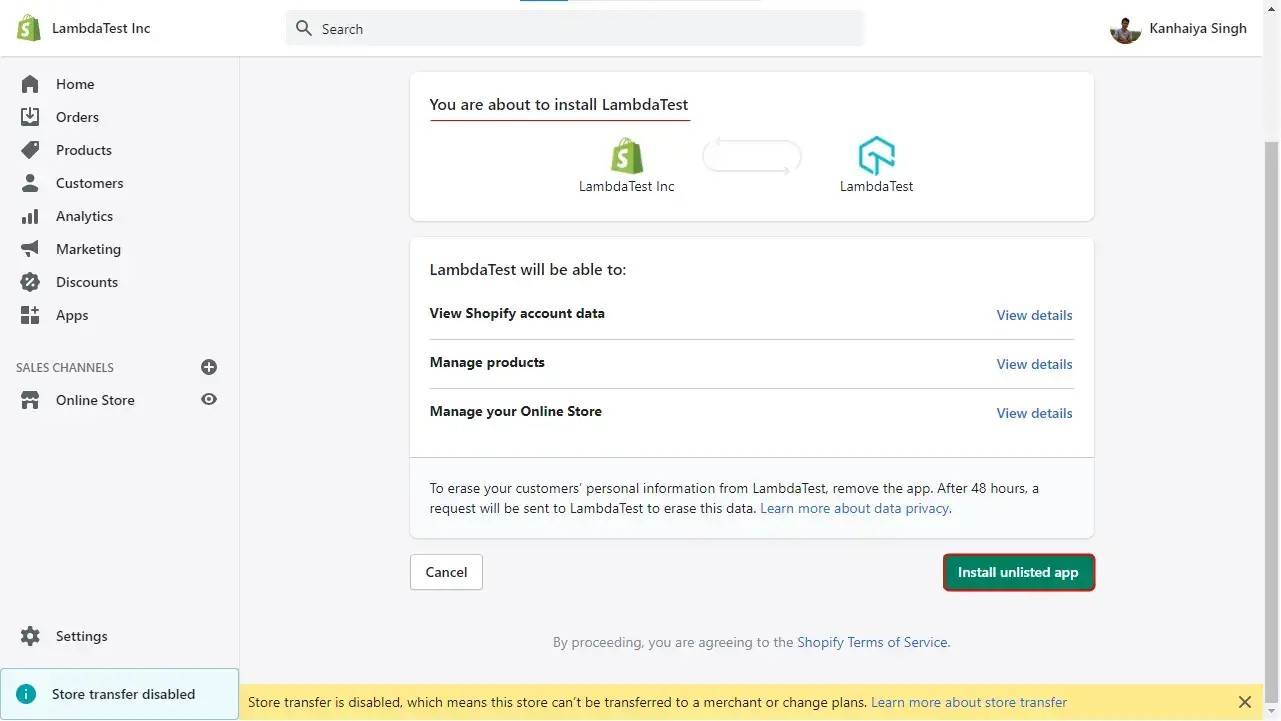 LambdaTest Inc
Search
Kanhaiya Singh
Home
Orders
Products
Customers
Analytics
Marketing
Discounts
Apps
SALES CHANNELS
Online Store
Settings
Store transfer disabled
You are about to install LambdaTest
LambdaTest Inc
LambdaTest
LambdaTest will be able to:
View Shopify account data
View details
Manage products
View details
Manage your Online Store
View details
To erase your customers’ personal information from LambdaTest, remove the app. After 48 hours, a
request will be sent to LambdaTest to erase this data. Learn more about data privacy.
Cancel
Install unlisted app
By proceeding, you are agreeing to the Shopify Terms of Service.
Store transfer is disabled, which means this store can’t be transferred to a merchant or change plans. Learn more about store transfer